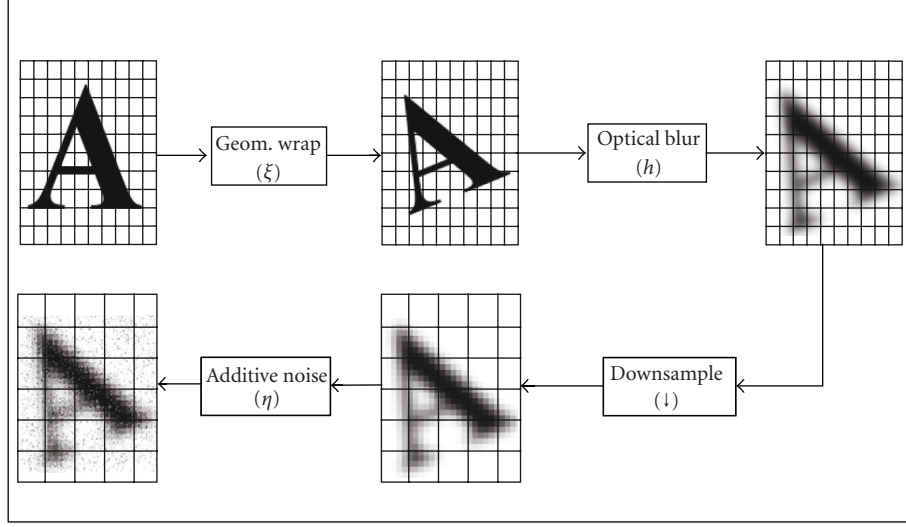 A
Geom. wrap
(ξ)
A
Optical blur
(h)
A
A
Additive noise
(η)
A
Downsample
(↓)